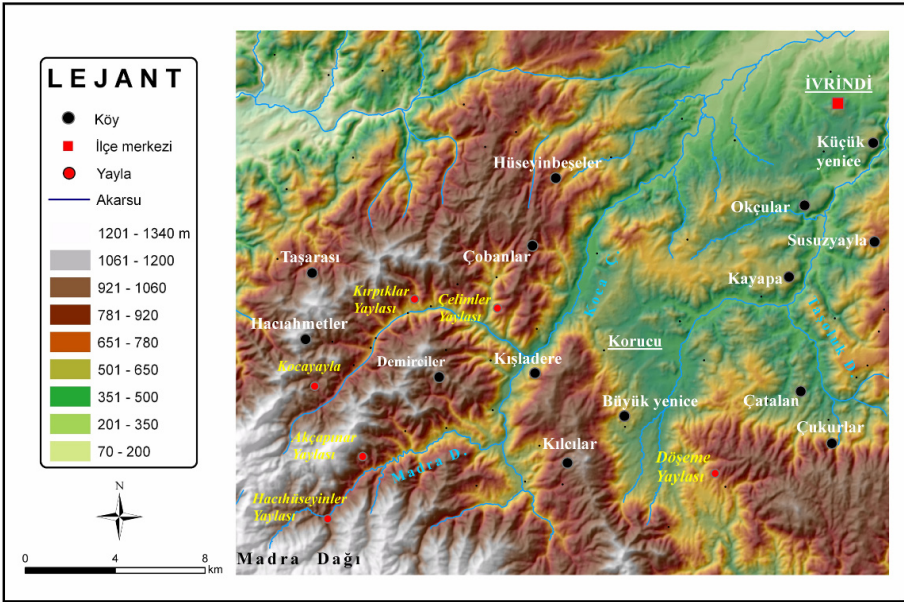 LEJANT
Köy
İlçe merkezi
Yayla
Akarsu
1201 - 1340 m
1061 - 1200
921 - 1060
781 - 920
651 - 780
501 - 650
351 - 500
201 - 350
70 - 200
N
0 4 8
km
İVRİNDİ
Küçük
yenice
Hüseyinbeşeler
Okçular
Susuzyayla
Çobanlar
Taşarası
Kayapa
Kırpıklar
Yaylası
Celimler
Yaylası
Koca Ç.
Hacıahmetler
Korucu
Kışladere
Demirciler
Kocayayla
Büyük yenice
Çatalan
Çukurlar
Kılcılar
Akçapınar
Yaylası
Madra D.
Döşeme
Yaylası
Hacıhüseyinler
Yaylası
Madra Dağı